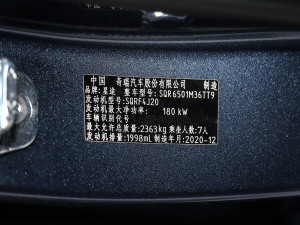 中国 奇瑞汽车股份有限公司 制造
品牌：星途 整车型号：SQR6501M36TT9
发动机型号：SQRF4J20
发动机最大净功率：180 kW
车辆识别代号
最大允许总质量：2363kg 乘坐人数：7人
发动机排量：1998mL 制造年月：2020-12